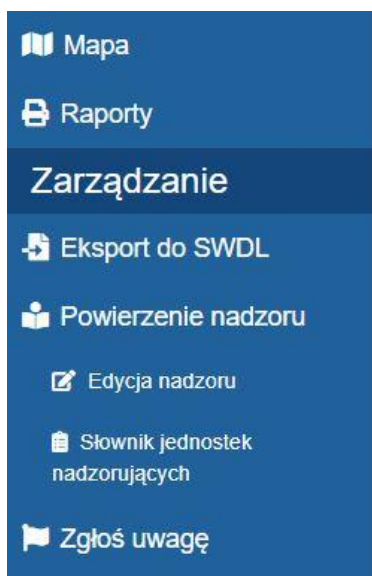 Mapa
Raporty
Zarządzanie
Eksport do SWDL
Powierzenie nadzoru
Edycja nadzoru
Słownik jednostek
nadzorujących
Zgłoś uwagę